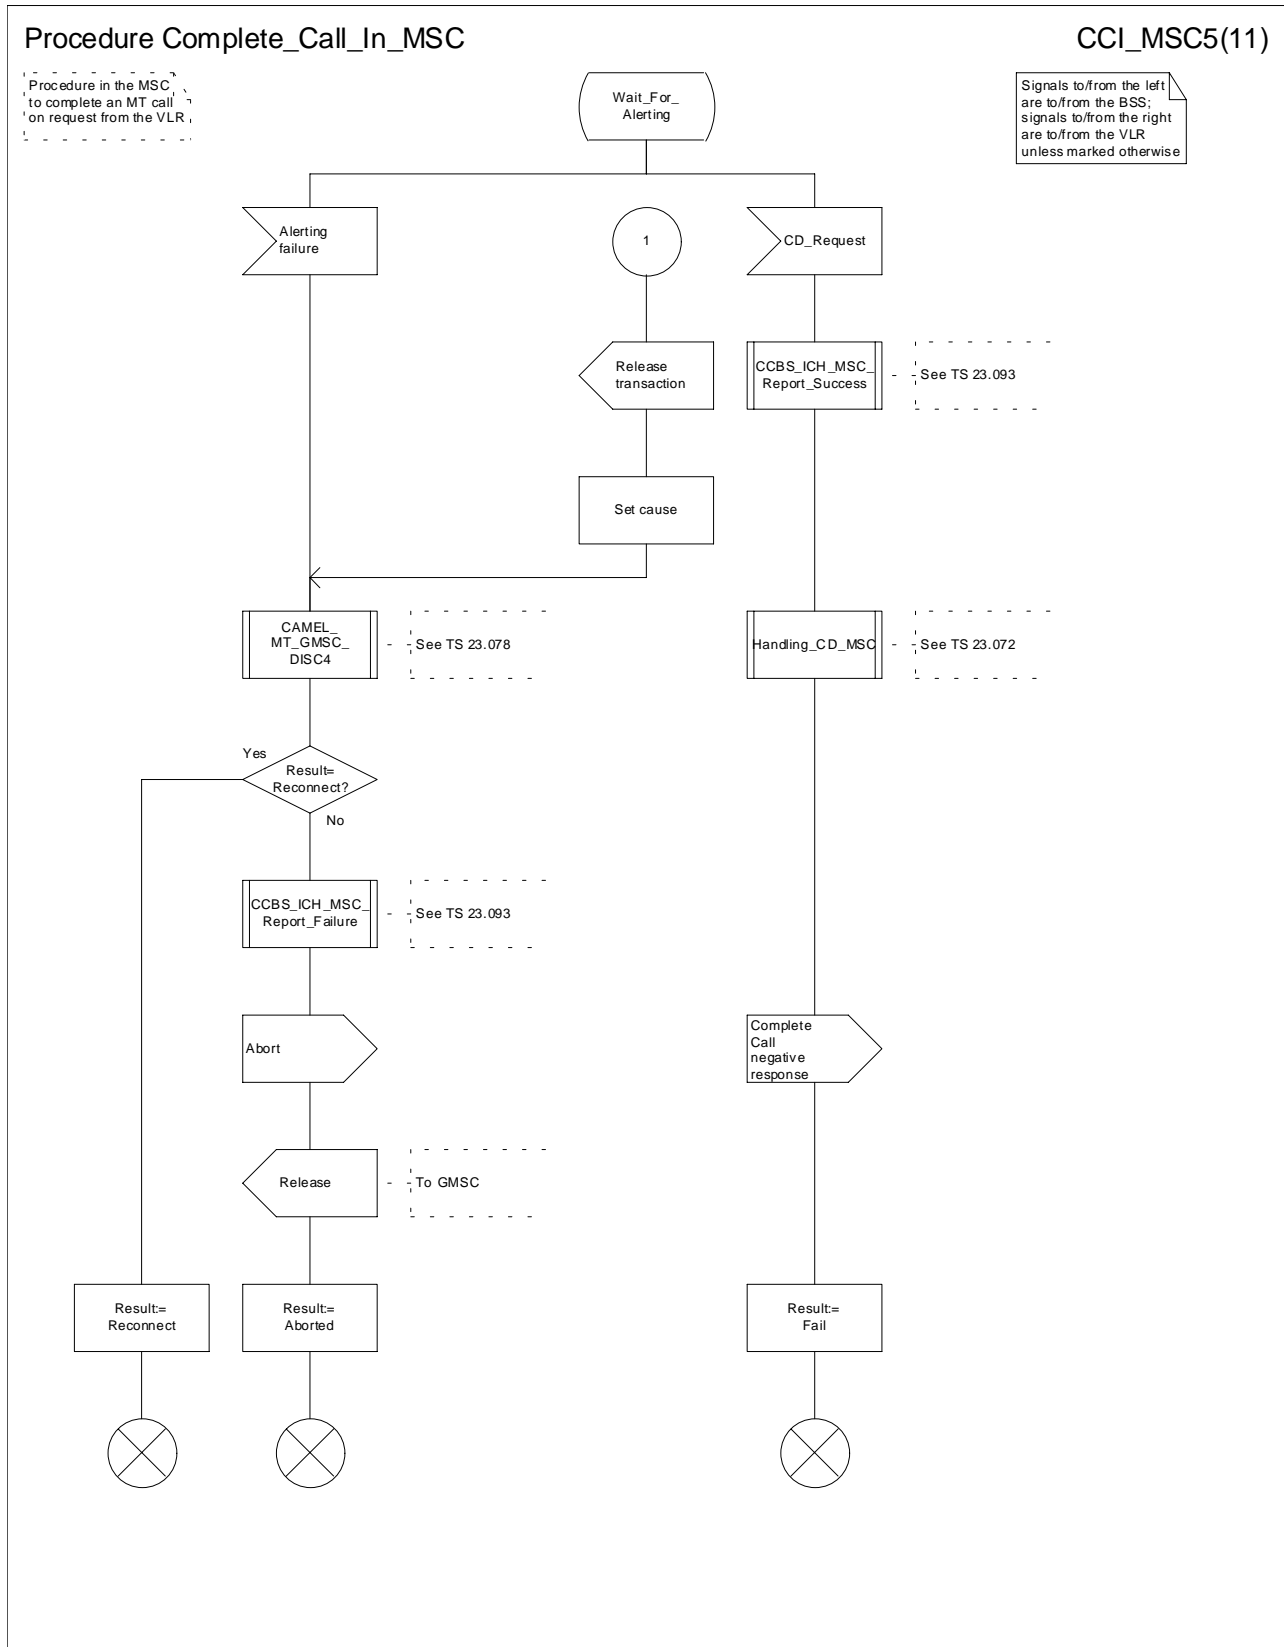 Procedure Complete_Call_In_MSC
CCI_MSC5(11)
Procedure in the MSC
to complete an MT call
on request from the VLR
Wait_For_
Alerting
Signals to/from the left
are to/from the BSS;
signals to/from the right
are to/from the VLR
unless marked otherwise
Alerting
failure
1
CD_Request
Release
transaction
CCBS_ICH_MSC_
Report_Success
See TS 23.093
Set cause
CAMEL_
MT_GMSC_
DISC4
See TS 23.078
Handling_CD_MSC
See TS 23.072
Yes
Result=
Reconnect?
No
CCBS_ICH_MSC_
Report_Failure
See TS 23.093
Abort
Complete
Call
negative
response
Release
To GMSC
Result:=
Reconnect
Result:=
Aborted
Result:=
Fail